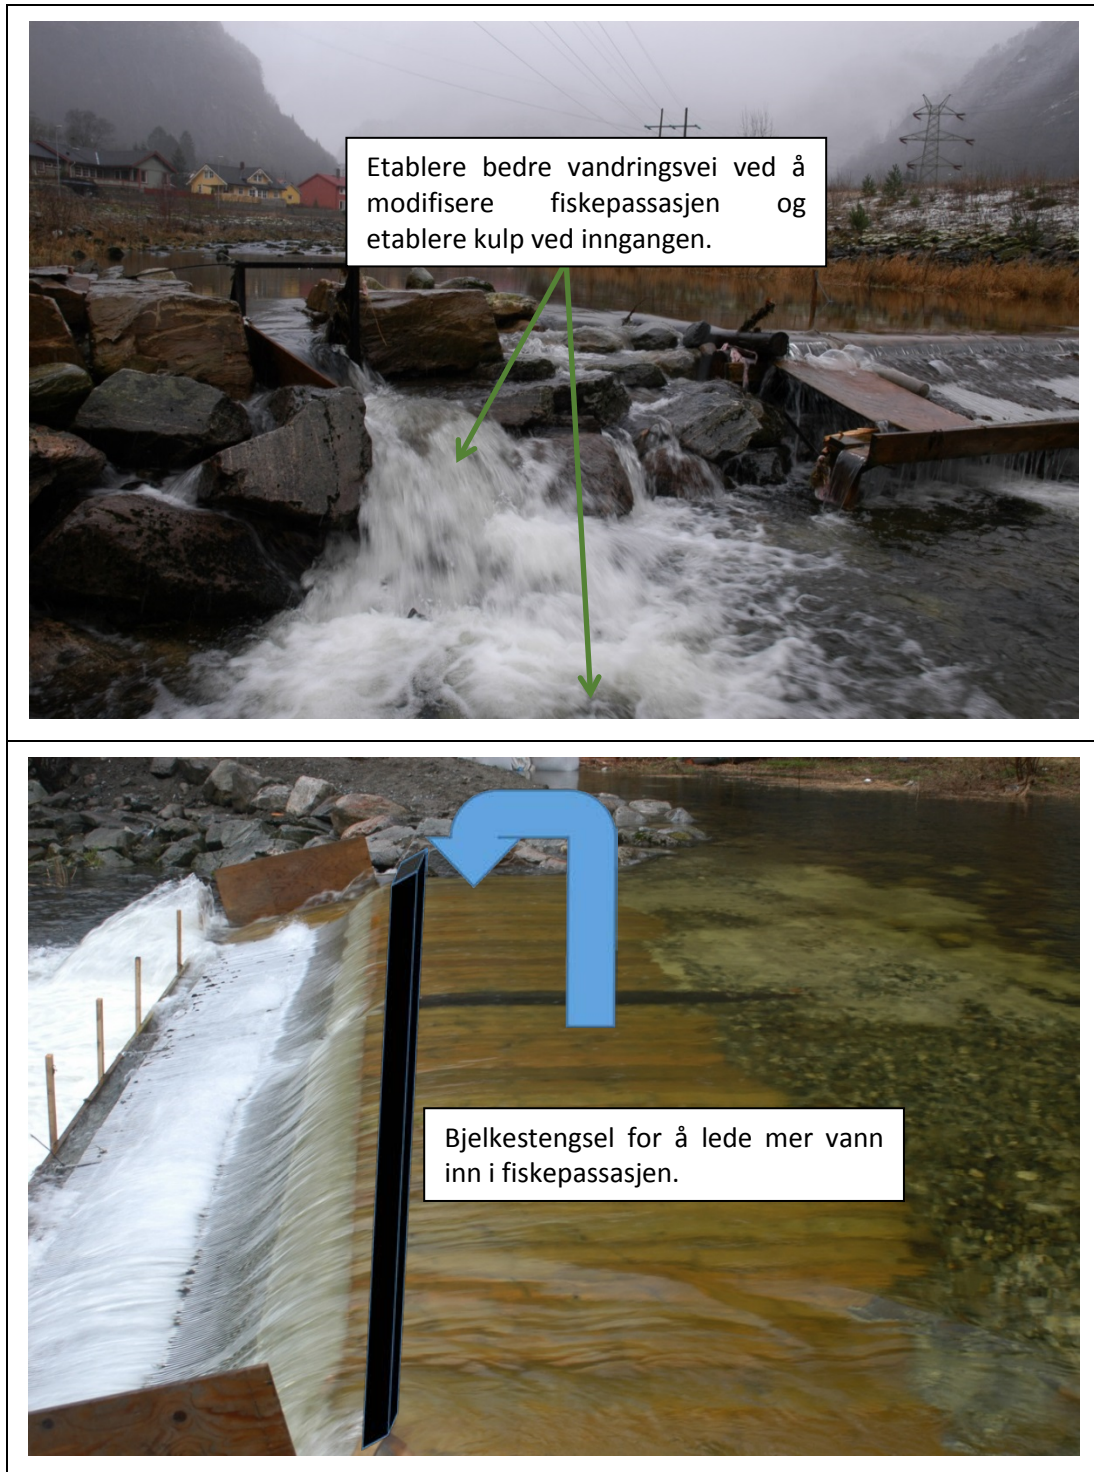 Etablere bedre vandringsvei ved å
modifisere fiskepassasjen og
etablere kulp ved inngangen.
Bjelkestengsel for å lede mer vann
inn i fiskepassasjen.